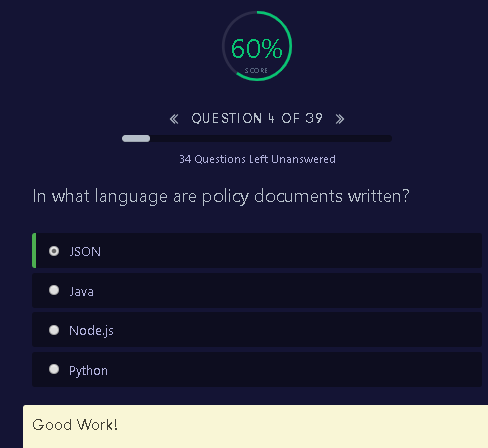 60%
SCORE
« QUESTION 4 OF 39 »
34 Questions Left Unanswered
In what language are policy documents written?
JSON
Java
Node.js
Python
Good Work!